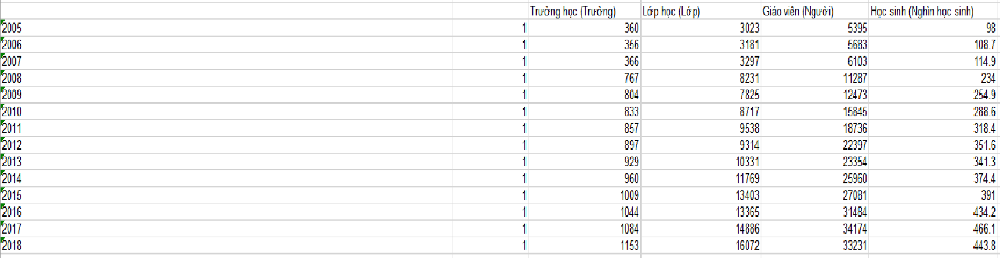 Trường học (Trường) Lớp học (Lớp) Giáo viên (Người) Học sinh (Nghìn học sinh)
2005 1 360 3023 5395 98
2006 1 356 3181 5683 108.7
2007 1 366 3297 6103 114.9
2008 1 767 8231 11287 234
2009 1 804 7825 12473 254.9
2010 1 833 8717 15845 288.6
2011 1 857 9538 18736 318.4
2012 1 897 9314 22397 351.6
2013 1 929 10331 23354 341.3
2014 1 960 11769 25960 374.4
2015 1 1009 13403 27081 391
2016 1 1044 13365 31484 434.2
2017 1 1084 14886 34174 466.1
2018 1 1153 16072 33231 443.8